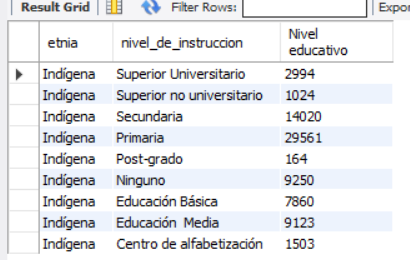 Result Grid Filter Rows: Expor
etnia nivel_de_instruccion Nivel educativo
Indígena Superior Universitario 2994
Indígena Superior no universitario 1024
Indígena Secundaria 14020
Indígena Primaria 29561
Indígena Post-grado 164
Indígena Ninguno 9250
Indígena Educación Básica 7860
Indígena Educación Media 9123
Indígena Centro de alfabetización 1503